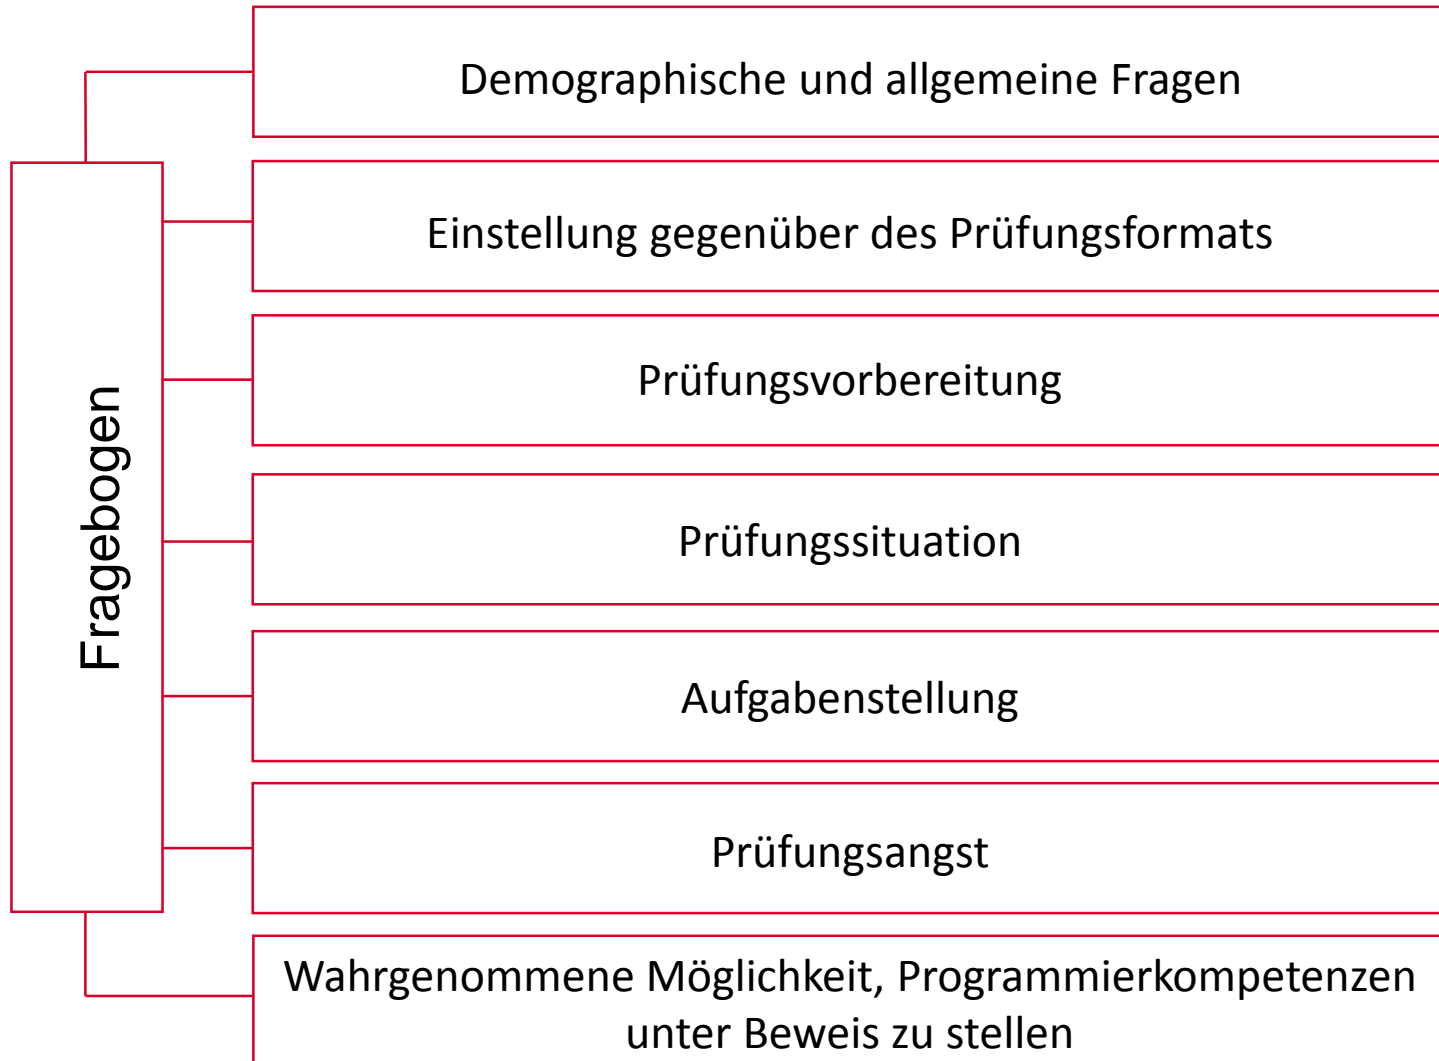 Fragebogen
Demographische und allgemeine Fragen
Einstellung gegenüber des Prüfungsformats
Prüfungsvorbereitung
Prüfungssituation
Aufgabenstellung
Prüfungsangst
Wahrgenommene Möglichkeit, Programmierkompetenzen
unter Beweis zu stellen